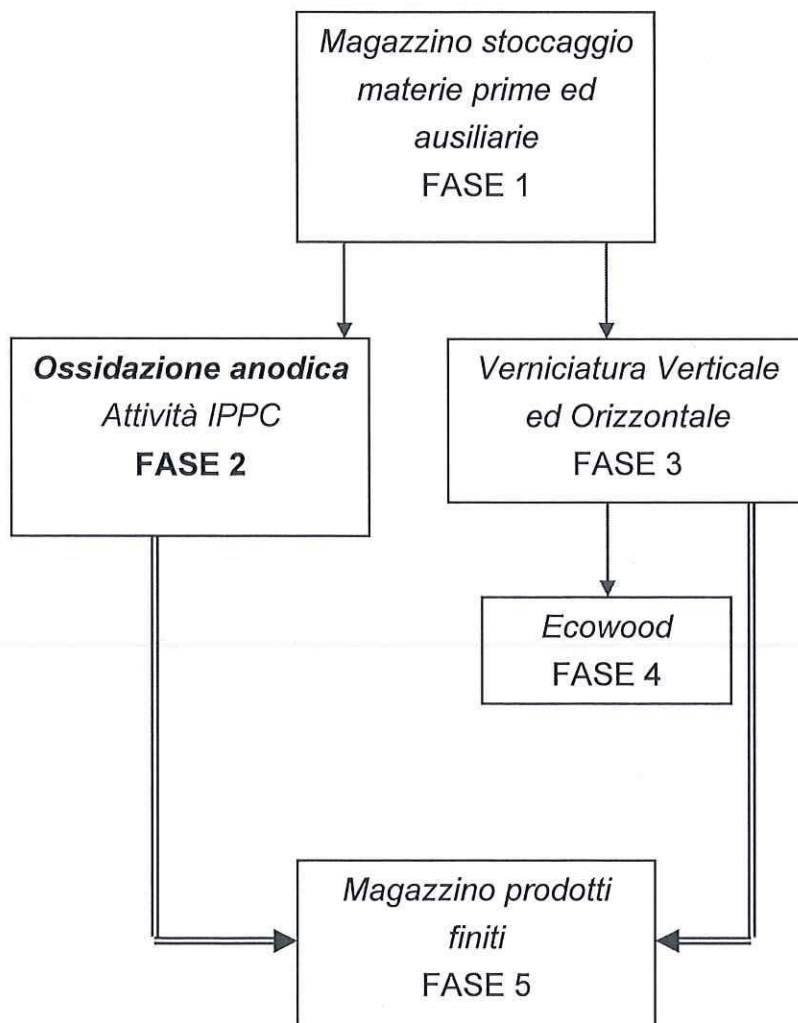 Magazzino stoccaggio
materie prime ed
ausiliarie
FASE 1
Ossidazione anodica
Attività IPPC
FASE 2
Verniciatura Verticale
ed Orizzontale
FASE 3
Ecowood
FASE 4
Magazzino prodotti
finiti
FASE 5